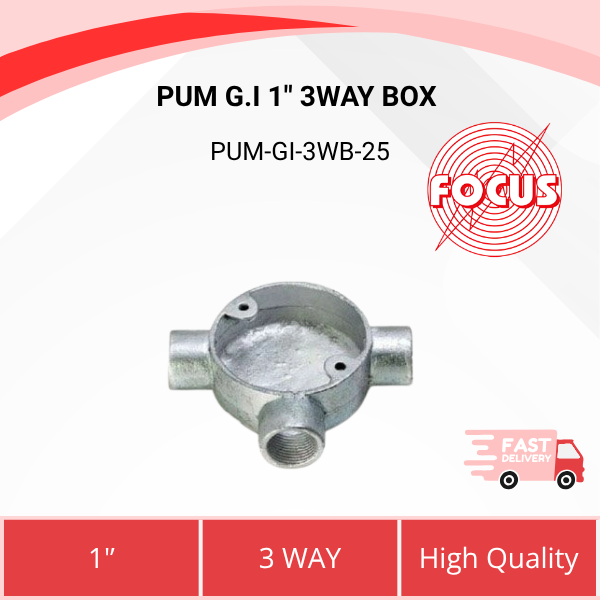 PUM G.I 1" 3WAY BOX
PUM-GI-3WB-25
FOCUS
FAST
DELIVERY
1” 3 WAY High Quality